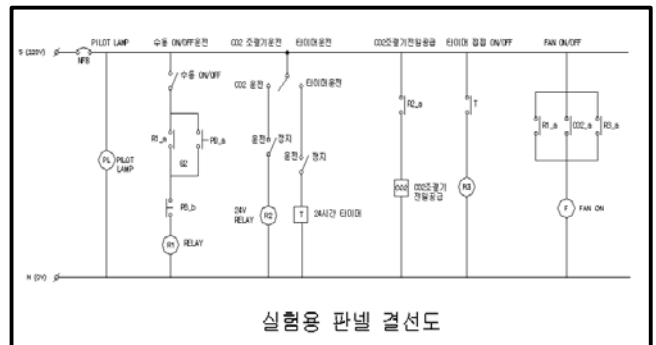 PILOT LAMP
수동 ON/OFF운전
CO2 조절기운전
타이머운전
CO2조절기전원공급
타이머 접점 ON/OFF
FAN ON/OFF
S (220V)
NFB
수동 ON/OFF
CO2 운전
타이머운전
R2_a
T
R1_a
PB_a
R1_a
CO2_a
R3_a
운전
정지
운전
정지
PL
PILOT
LAMP
G2
PB_b
R1
RELAY
24V
RELAY
R2
T
24시간 타이머
CO2
CO2조절기
전원공급
R3
F
FAN ON
N (0V)
실험용 판넬 결선도